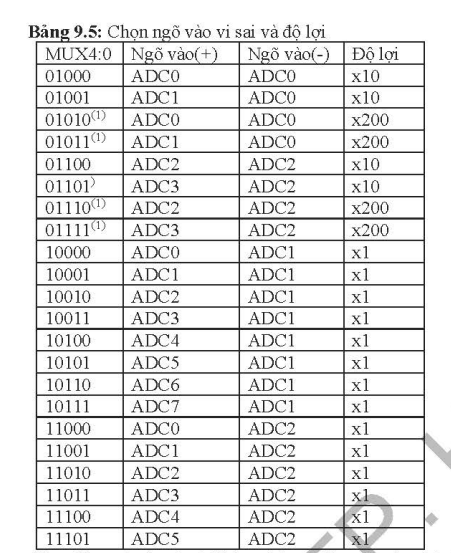 Bảng 9.5: Chọn ngõ vào vi sai và độ lợi
MUX4:0 Ngõ vào(+) Ngõ vào(-) Độ lợi
01000 ADC0 ADC0 x10
01001 ADC1 ADC0 x10
01010(1) ADC0 ADC0 x200
01011(1) ADC1 ADC0 x200
01100 ADC2 ADC2 x10
01101) ADC3 ADC2 x10
01110(1) ADC2 ADC2 x200
01111(1) ADC3 ADC2 x200
10000 ADC0 ADC1 x1
10001 ADC1 ADC1 x1
10010 ADC2 ADC1 x1
10011 ADC3 ADC1 x1
10100 ADC4 ADC1 x1
10101 ADC5 ADC1 x1
10110 ADC6 ADC1 x1
10111 ADC7 ADC1 x1
11000 ADC0 ADC2 x1
11001 ADC1 ADC2 x1
11010 ADC2 ADC2 x1
11011 ADC3 ADC2 x1
11100 ADC4 ADC2 x1
11101 ADC5 ADC2 x1